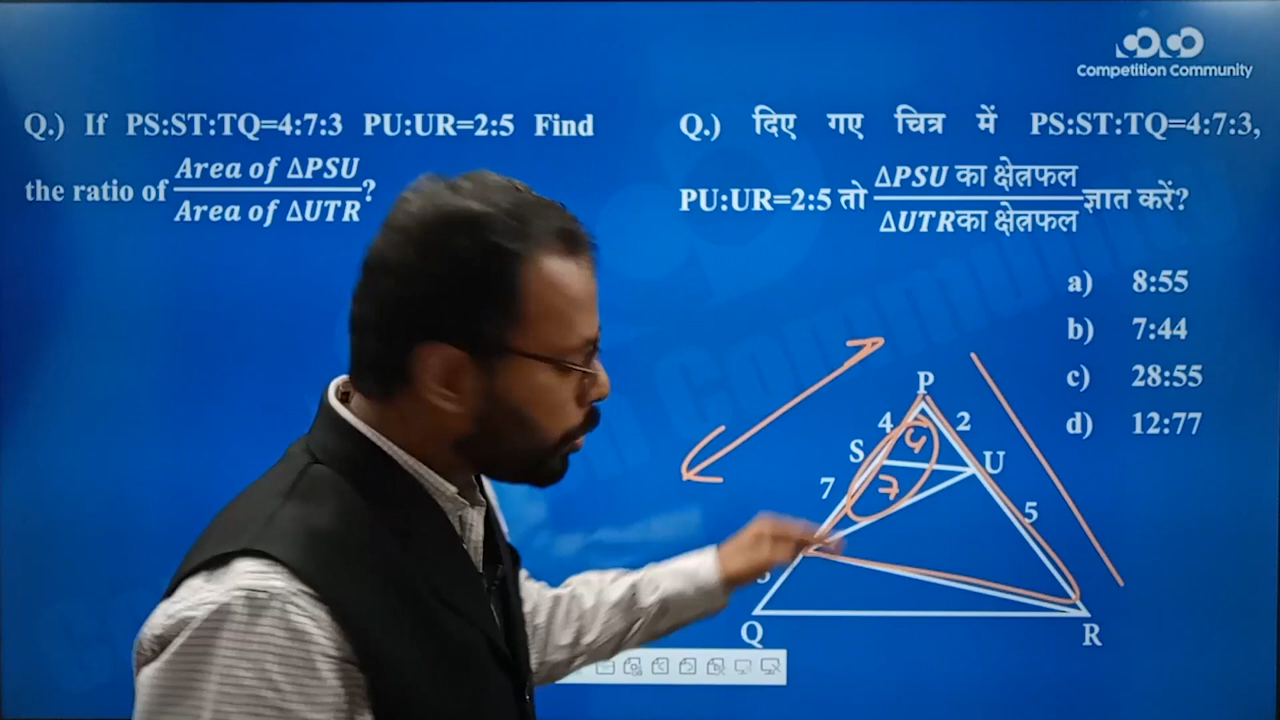 Competition Community
Q.) If PS:ST:TQ=4:7:3 PU:UR=2:5 Find
the ratio of Area of ΔPSU / Area of ΔUTR?
Q.) दिए गए चित्र में PS:ST:TQ=4:7:3,
PU:UR=2:5 तो ΔPSU का क्षेत्रफल / ΔUTR का क्षेत्रफल ज्ञात करें?
a) 8:55
b) 7:44
c) 28:55
d) 12:77
P
4 2
S U
7 5
4
7
Q R